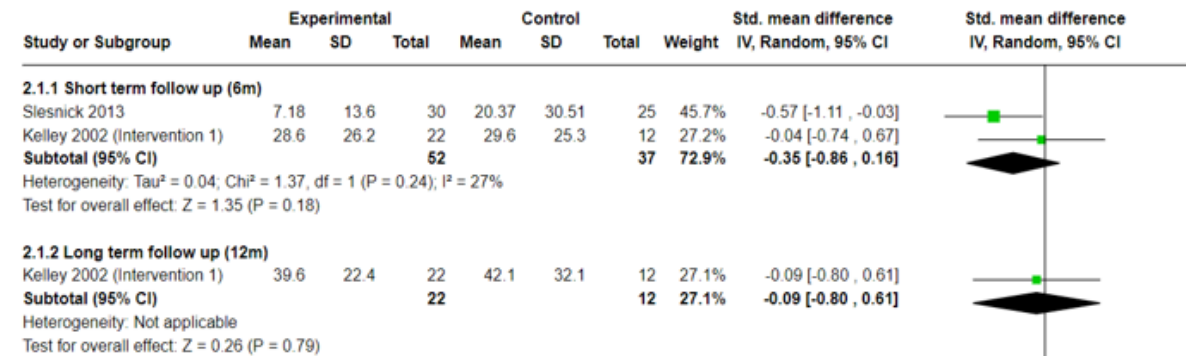 Experimental Control Std. mean difference Std. mean difference
Study or Subgroup Mean SD Total Mean SD Total Weight IV, Random, 95% CI IV, Random, 95% CI
2.1.1 Short term follow up (6m)
Slesnick 2013 7.18 13.6 30 20.37 30.51 25 45.7% -0.57 [-1.11 , -0.03]
Kelley 2002 (Intervention 1) 28.6 26.2 22 29.6 25.3 12 27.2% -0.04 [-0.74 , 0.67]
Subtotal (95% CI) 52 37 72.9% -0.35 [-0.86 , 0.16]
Heterogeneity: Tau² = 0.04; Chi² = 1.37, df = 1 (P = 0.24); I² = 27%
Test for overall effect: Z = 1.35 (P = 0.18)
2.1.2 Long term follow up (12m)
Kelley 2002 (Intervention 1) 39.6 22.4 22 42.1 32.1 12 27.1% -0.09 [-0.80 , 0.61]
Subtotal (95% CI) 22 12 27.1% -0.09 [-0.80 , 0.61]
Heterogeneity: Not applicable
Test for overall effect: Z = 0.26 (P = 0.79)